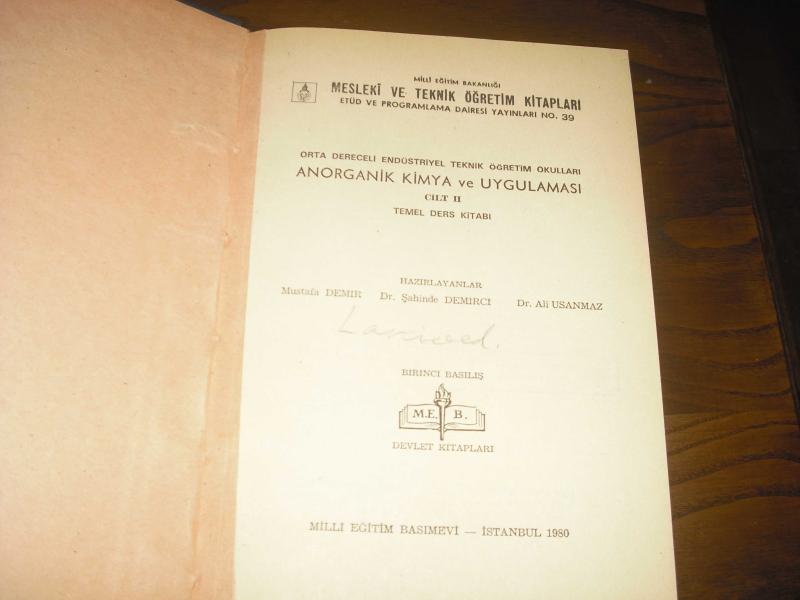 MİLLÎ EĞİTİM BAKANLIĞI
MESLEKÎ VE TEKNİK ÖĞRETİM KİTAPLARI
ETÜD VE PROGRAMLAMA DAİRESİ YAYINLARI NO. 39
ORTA DERECELİ ENDÜSTRİYEL TEKNİK ÖĞRETİM OKULLARI
ANORGANİK KİMYA ve UYGULAMASI
CİLT II
TEMEL DERS KİTABI
HAZIRLAYANLAR
Mustafa DEMİR Dr. Şahinde DEMİRCİ Dr. Ali USANMAZ
BİRİNCİ BASILIŞ
M.E. B.
DEVLET KİTAPLARI
MİLLÎ EĞİTİM BASIMEVİ — İSTANBUL 1980